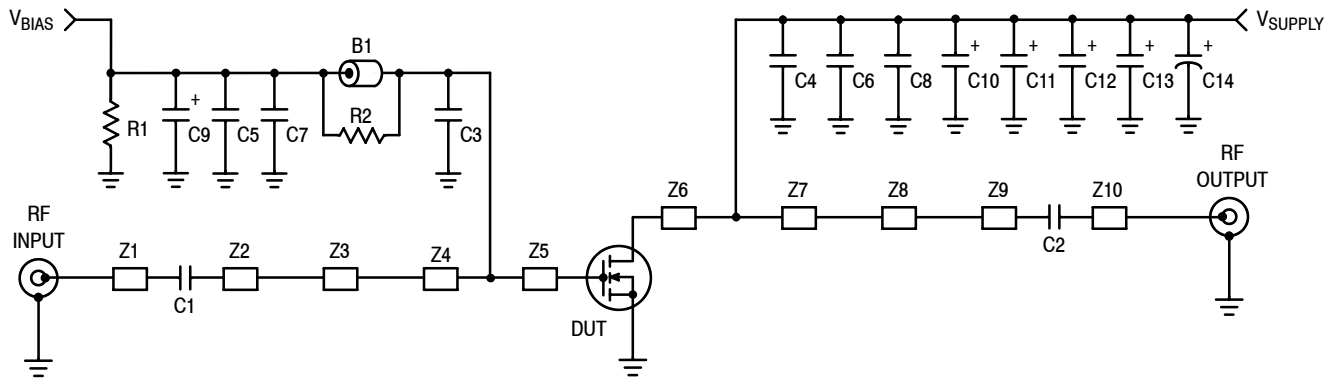 VBIAS
VSUPPLY
B1
+
+
+
+
+
+
R1
C9
C5
C7
R2
C3
C4
C6
C8
C10
C11
C12
C13
C14
RF
INPUT
Z1
C1
Z2
Z3
Z4
Z5
DUT
Z6
Z7
Z8
Z9
C2
Z10
RF
OUTPUT